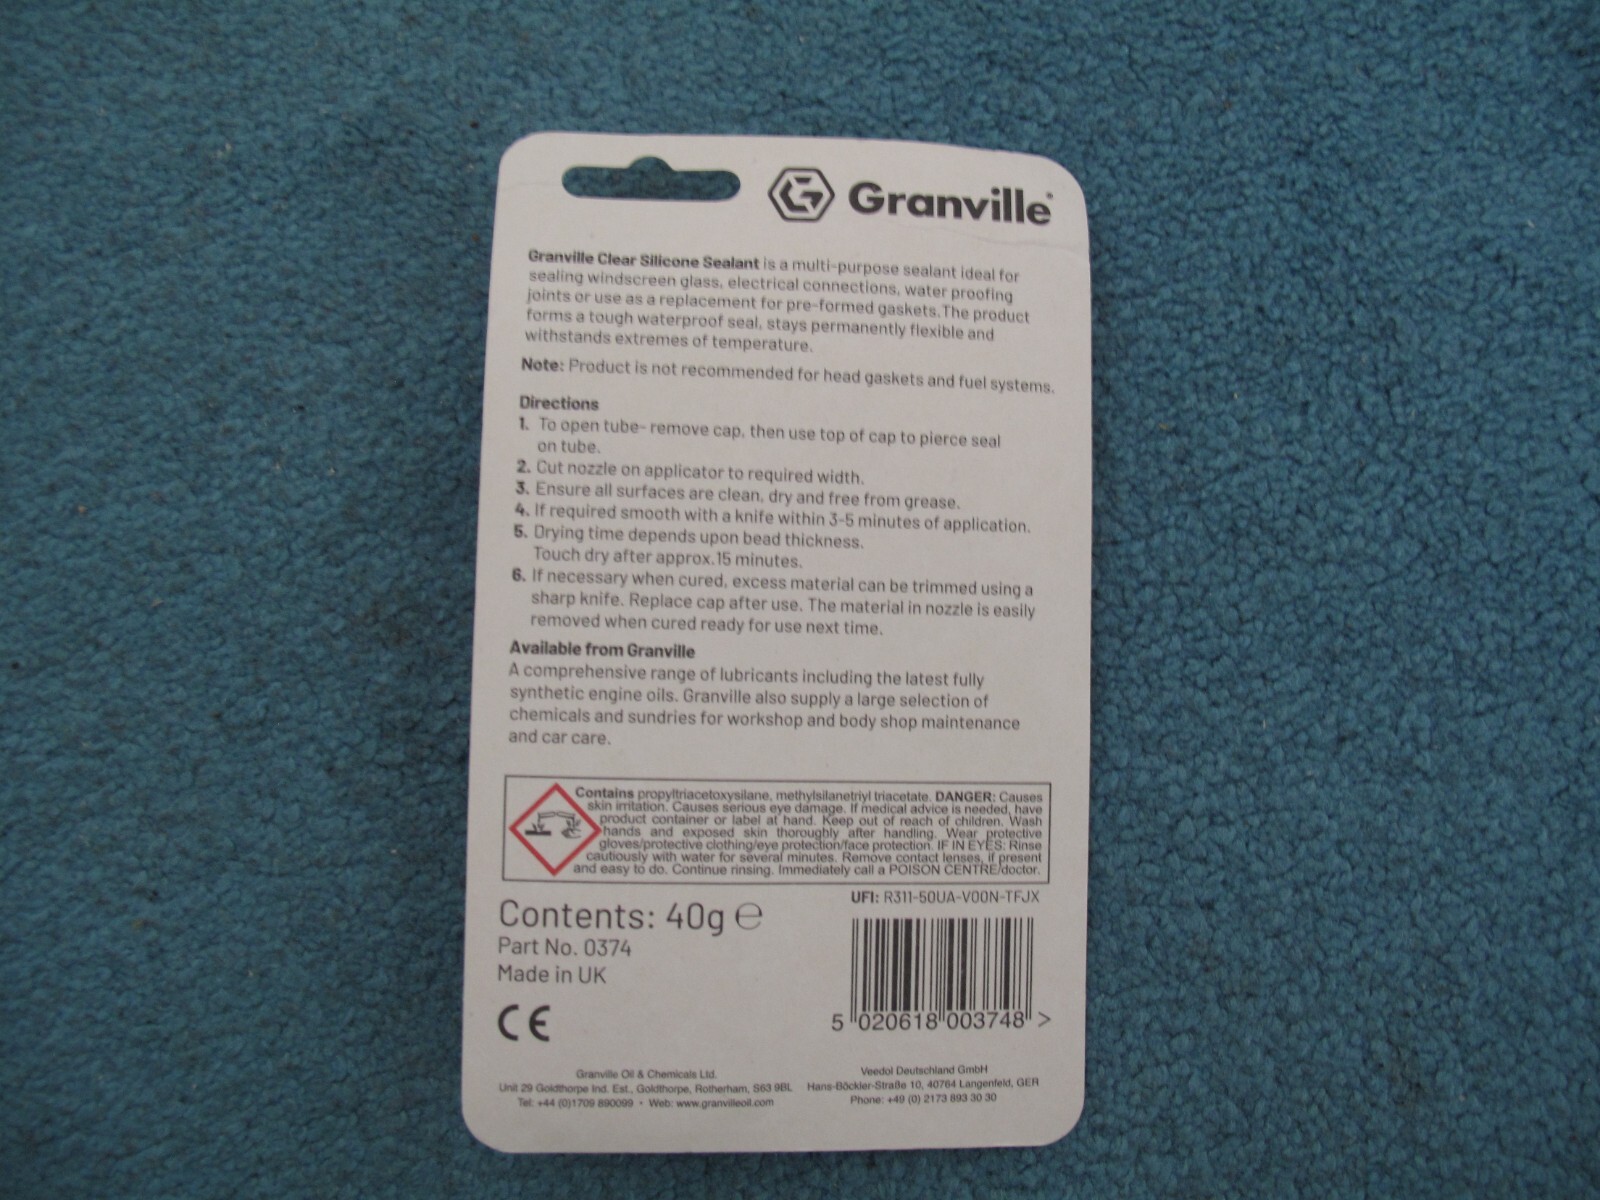 Granville
Granville Clear Silicone Sealant is a multi-purpose sealant ideal for
sealing windscreen glass, electrical connections, water proofing
joints or use as a replacement for pre-formed gaskets. The product
forms a tough waterproof seal, stays permanently flexible and
withstands extremes of temperature.
Note: Product is not recommended for head gaskets and fuel systems.
Directions
1. To open tube- remove cap, then use top of cap to pierce seal
on tube.
2. Cut nozzle on applicator to required width.
3. Ensure all surfaces are clean, dry and free from grease.
4. If required smooth with a knife within 3-5 minutes of application.
5. Drying time depends upon bead thickness.
Touch dry after approx.15 minutes.
6. If necessary when cured, excess material can be trimmed using a
sharp knife. Replace cap after use. The material in nozzle is easily
removed when cured ready for use next time.
Available from Granville
A comprehensive range of lubricants including the latest fully
synthetic engine oils. Granville also supply a large selection of
chemicals and sundries for workshop and body shop maintenance
and car care.
Contains propyltriacetoxysilane, methylsilanetriyl triacetate. DANGER: Causes
skin irritation. Causes serious eye damage. If medical advice is needed, have
product container or label at hand. Keep out of reach of children. Wash
hands and exposed skin thoroughly after handling. Wear protective
gloves/protective clothing/eye protection/face protection. IF IN EYES: Rinse
cautiously with water for several minutes. Remove contact lenses, if present
and easy to do. Continue rinsing. Immediately call a POISON CENTRE/doctor.
UFI: R311-50UA-V00N-TFJX
Contents: 40g ℮
Part No. 0374
Made in UK
CE
5 020618 003748 >
Granville Oil & Chemicals Ltd.
Unit 29 Goldthorpe Ind. Est., Goldthorpe, Rotherham, S63 9BL
Tel: +44 (0)1709 890099 • Web: www.granvilleoil.com
Veedol Deutschland GmbH
Hans-Böckler-Straße 10, 40764 Langenfeld, GER
Phone: +49 (0) 2173 893 30 30